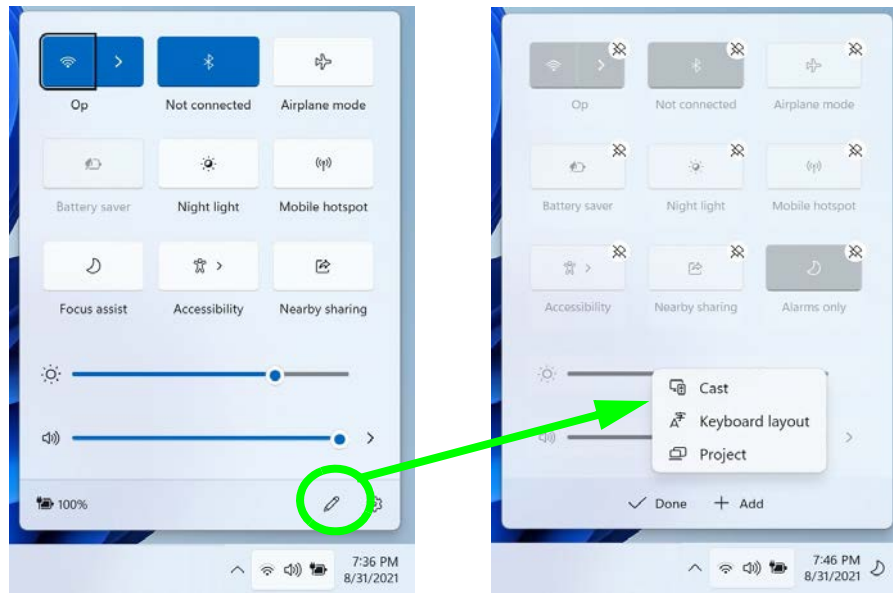 Op Not connected Airplane mode
Battery saver Night light Mobile hotspot
Focus assist Accessibility Nearby sharing
100%
7:36 PM
8/31/2021
Op Not connected Airplane mode
Battery saver Night light Mobile hotspot
Accessibility Nearby sharing Alarms only
Cast
Keyboard layout
Project
Done Add
7:46 PM
8/31/2021